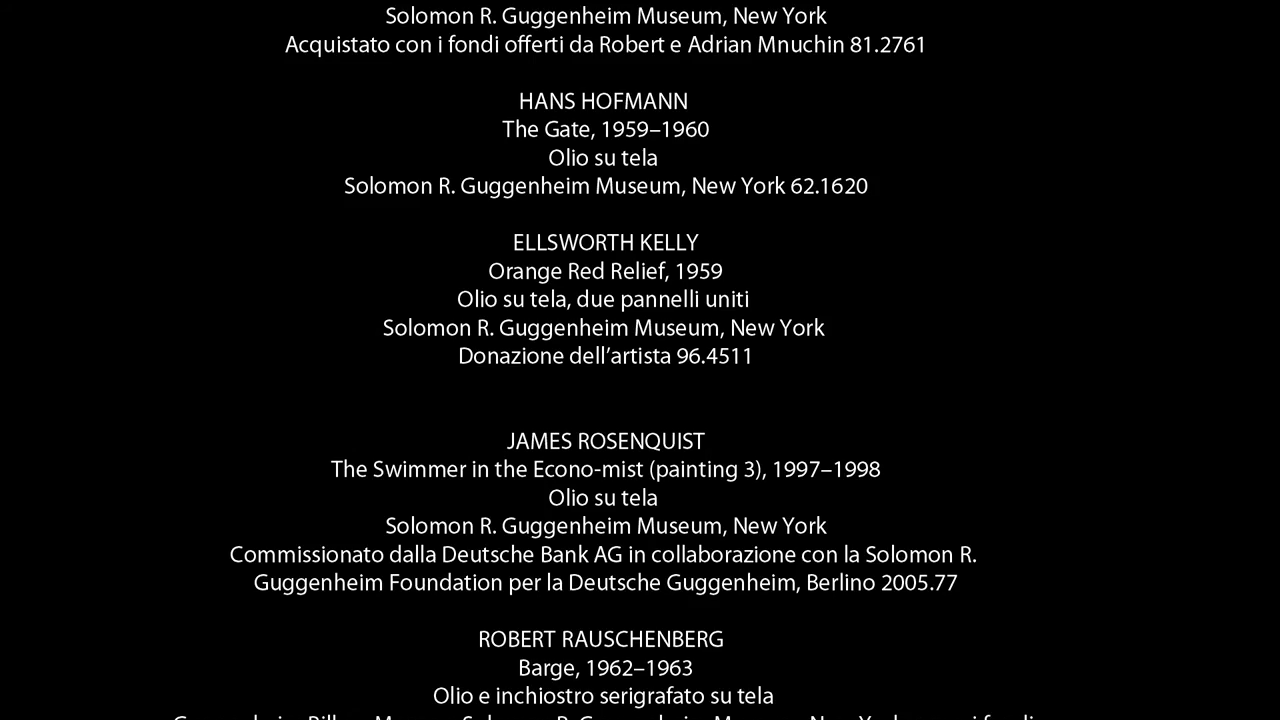 Solomon R. Guggenheim Museum, New York
Acquistato con i fondi offerti da Robert e Adrian Mnuchin 81.2761
HANS HOFMANN
The Gate, 1959–1960
Olio su tela
Solomon R. Guggenheim Museum, New York 62.1620
ELLSWORTH KELLY
Orange Red Relief, 1959
Olio su tela, due pannelli uniti
Solomon R. Guggenheim Museum, New York
Donazione dell’artista 96.4511
JAMES ROSENQUIST
The Swimmer in the Econo-mist (painting 3), 1997–1998
Olio su tela
Solomon R. Guggenheim Museum, New York
Commissionato dalla Deutsche Bank AG in collaborazione con la Solomon R.
Guggenheim Foundation per la Deutsche Guggenheim, Berlino 2005.77
ROBERT RAUSCHENBERG
Barge, 1962–1963
Olio e inchiostro serigrafato su tela